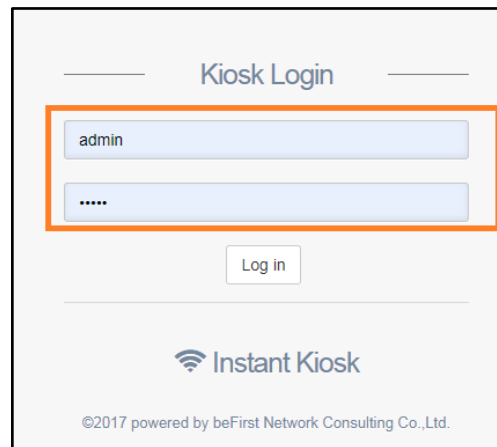 Kiosk Login
admin
•••••
Log in
Instant Kiosk
©2017 powered by beFirst Network Consulting Co.,Ltd.